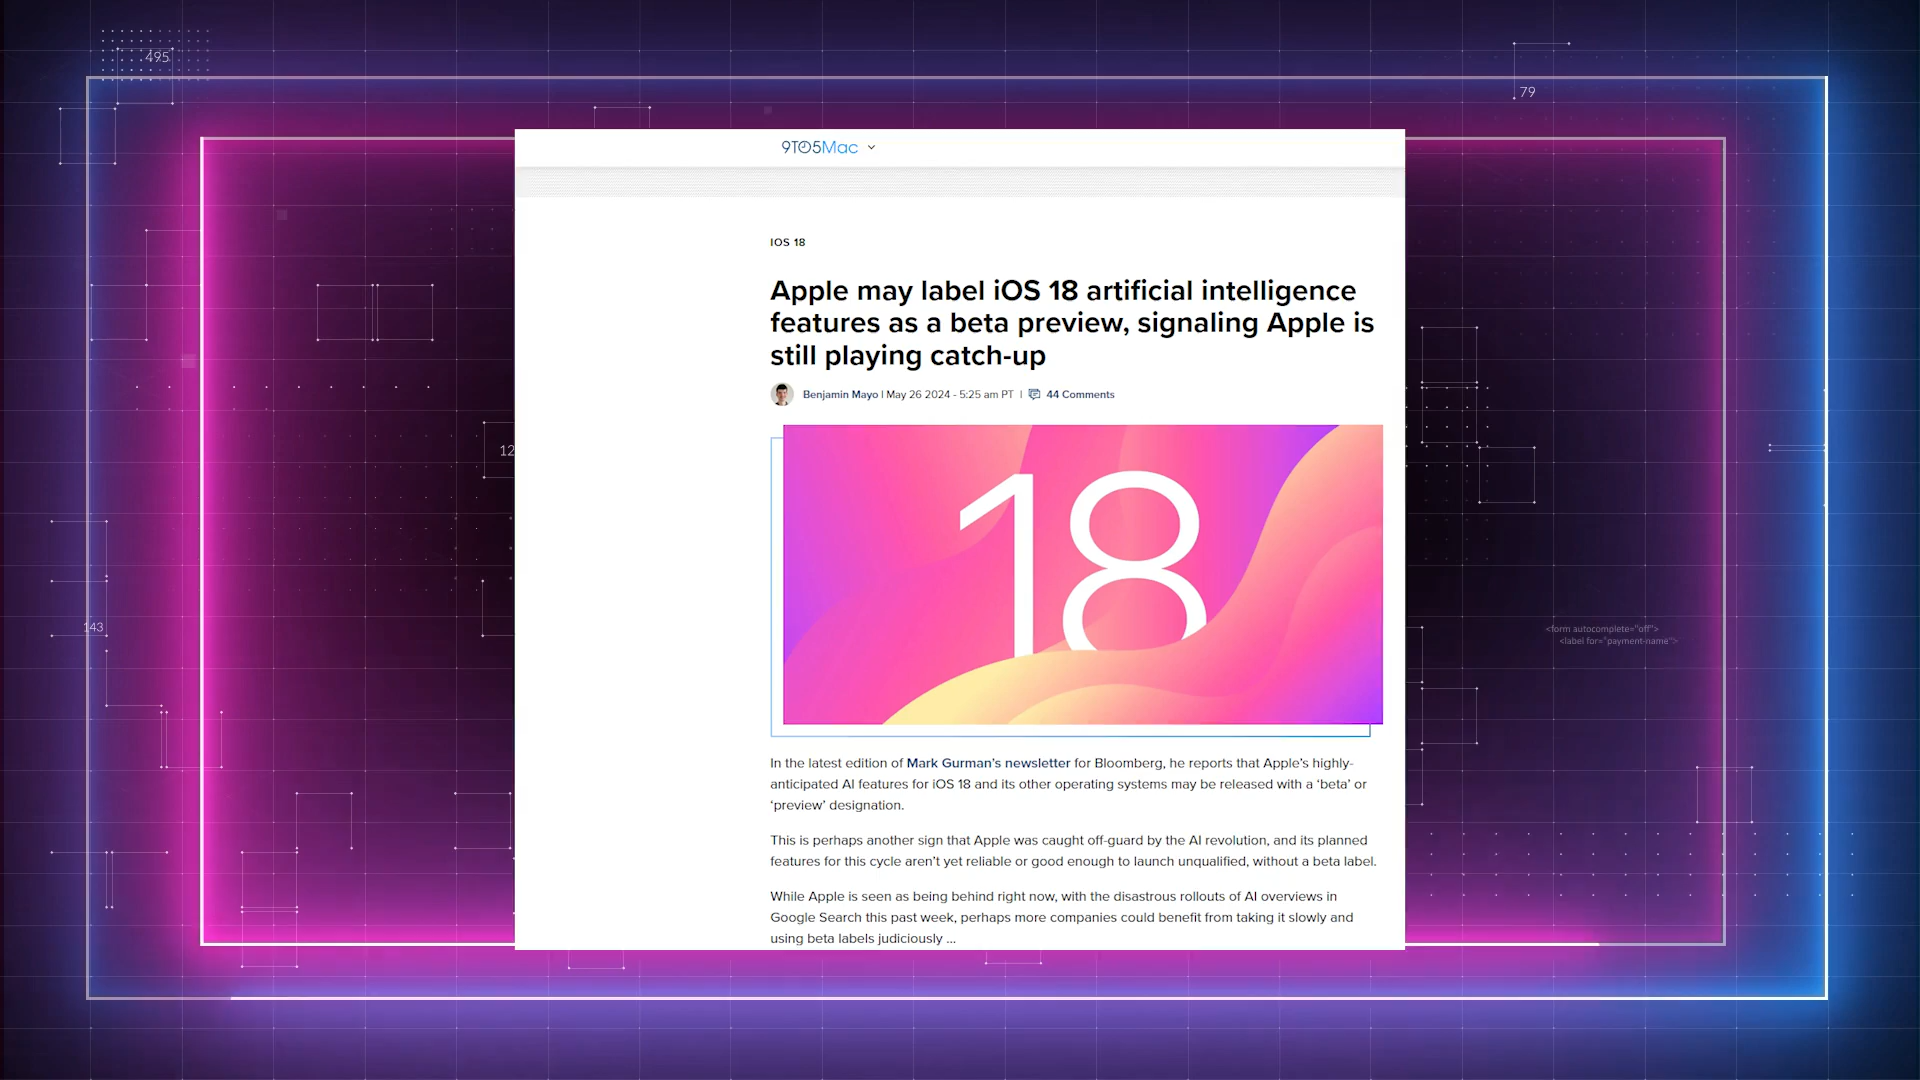 495
79
9TO5Mac
IOS 18
Apple may label iOS 18 artificial intelligence
features as a beta preview, signaling Apple is
still playing catch-up
Benjamin Mayo | May 26 2024 - 5:25 am PT | 44 Comments
12
18
143
<form autocomplete="off">
<label for="payment-name">
In the latest edition of Mark Gurman's newsletter for Bloomberg, he reports that Apple's highly-
anticipated AI features for iOS 18 and its other operating systems may be released with a 'beta' or
'preview' designation.
This is perhaps another sign that Apple was caught off-guard by the AI revolution, and its planned
features for this cycle aren't yet reliable or good enough to launch unqualified, without a beta label.
While Apple is seen as being behind right now, with the disastrous rollouts of AI overviews in
Google Search this past week, perhaps more companies could benefit from taking it slowly and
using beta labels judiciously ...